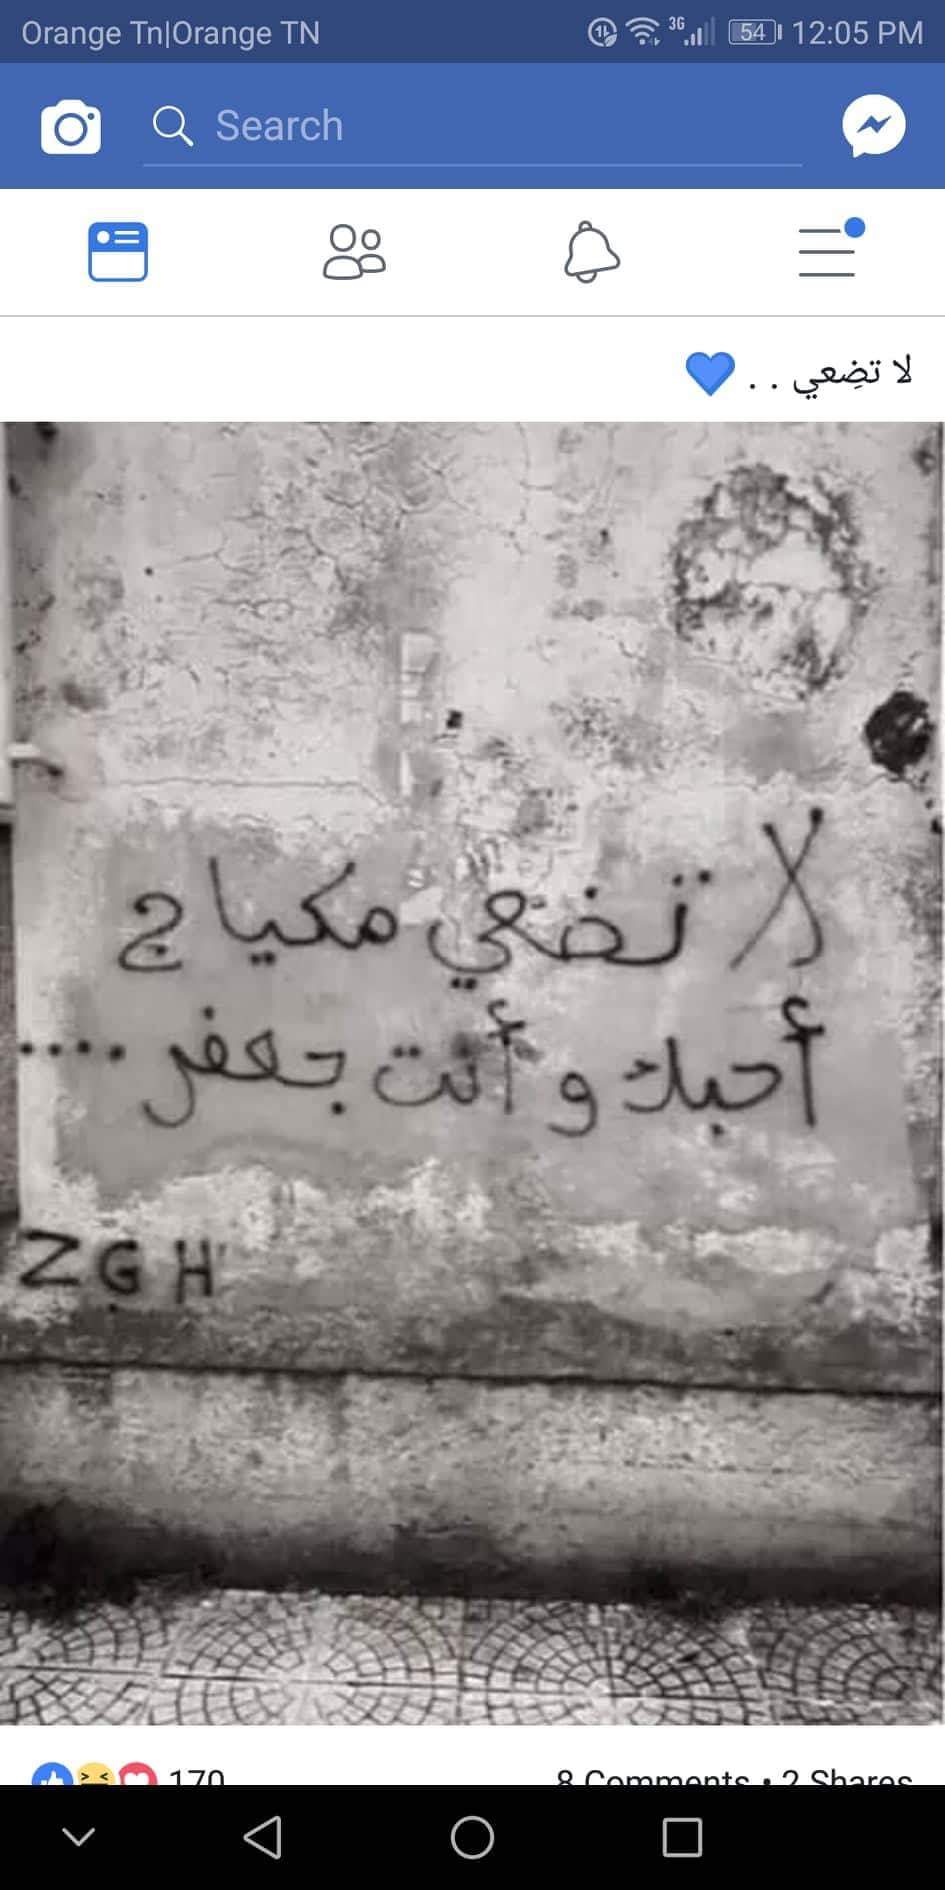 Orange Tn|Orange TN 3G 54 12:05 PM
Search
لا تضِعي . . 💙
لا تضعي مكياج
أحبك و أنت جعفر ....
ZGH
170 8 Comments • 2 Shares